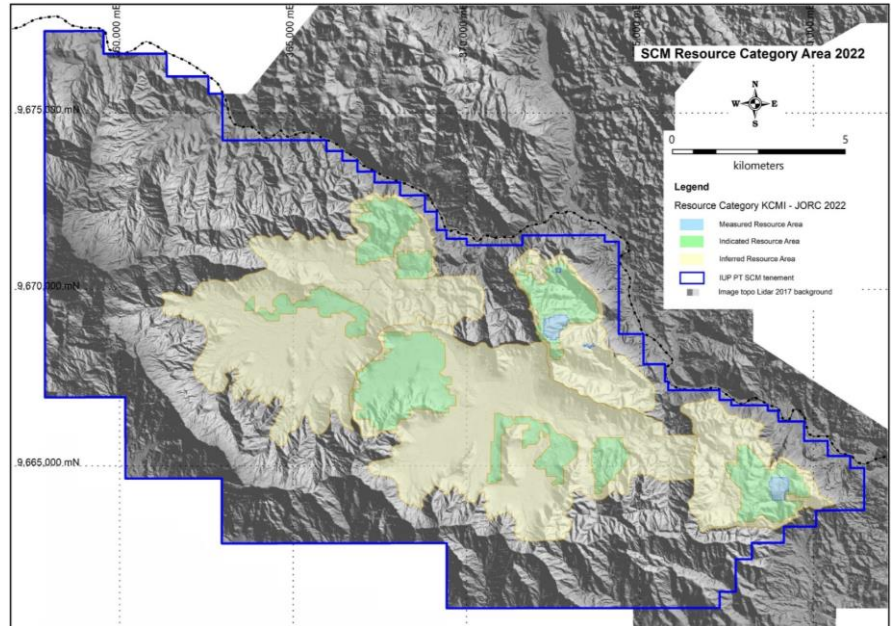 SCM Resource Category Area 2022
N
W E
S
0 5
kilometers
Legend
Resource Category KCMI - JORC 2022
Measured Resource Area
Indicated Resource Area
Inferred Resource Area
IUP PT SCM tenement
Image topo Lidar 2017 background
9,675,000 mN
9,670,000 mN
9,665,000 mN